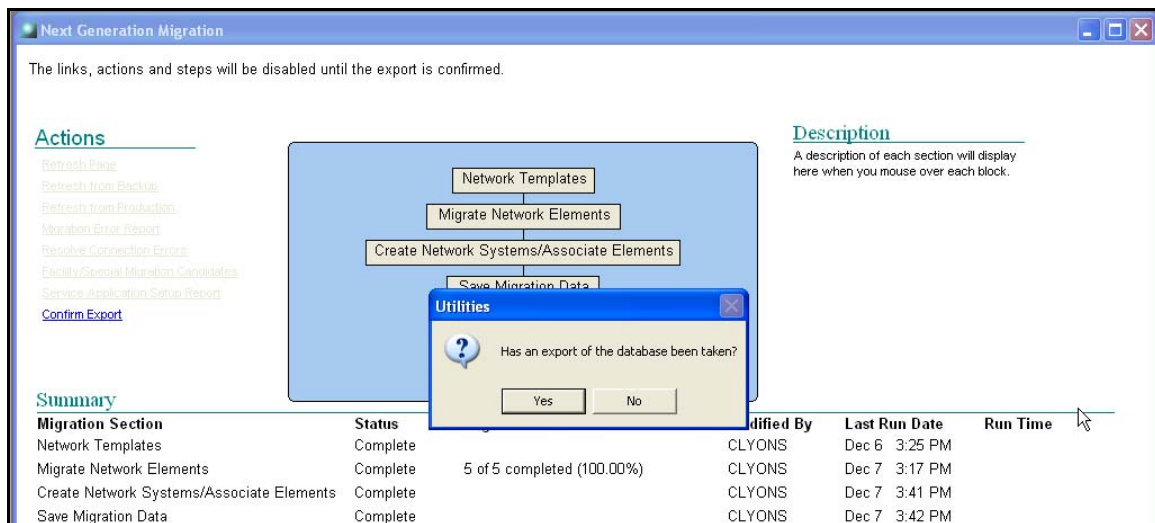 Next Generation Migration
The links, actions and steps will be disabled until the export is confirmed.
Actions
Refresh Page
Refresh from Backup
Refresh from Production
Migration Error Report
Resolve Connection Errors
Facility/Special Migration Candidates
Service Application Setup Report
Confirm Export
Network Templates
Migrate Network Elements
Create Network Systems/Associate Elements
Save Migration Data
Description
A description of each section will display
here when you mouse over each block.
Utilities
Has an export of the database been taken?
Yes No
Summary
Migration Section Status dified By Last Run Date Run Time
Network Templates Complete CLYONS Dec 6 3:25 PM
Migrate Network Elements Complete 5 of 5 completed (100.00%) CLYONS Dec 7 3:17 PM
Create Network Systems/Associate Elements Complete CLYONS Dec 7 3:41 PM
Save Migration Data Complete CLYONS Dec 7 3:42 PM